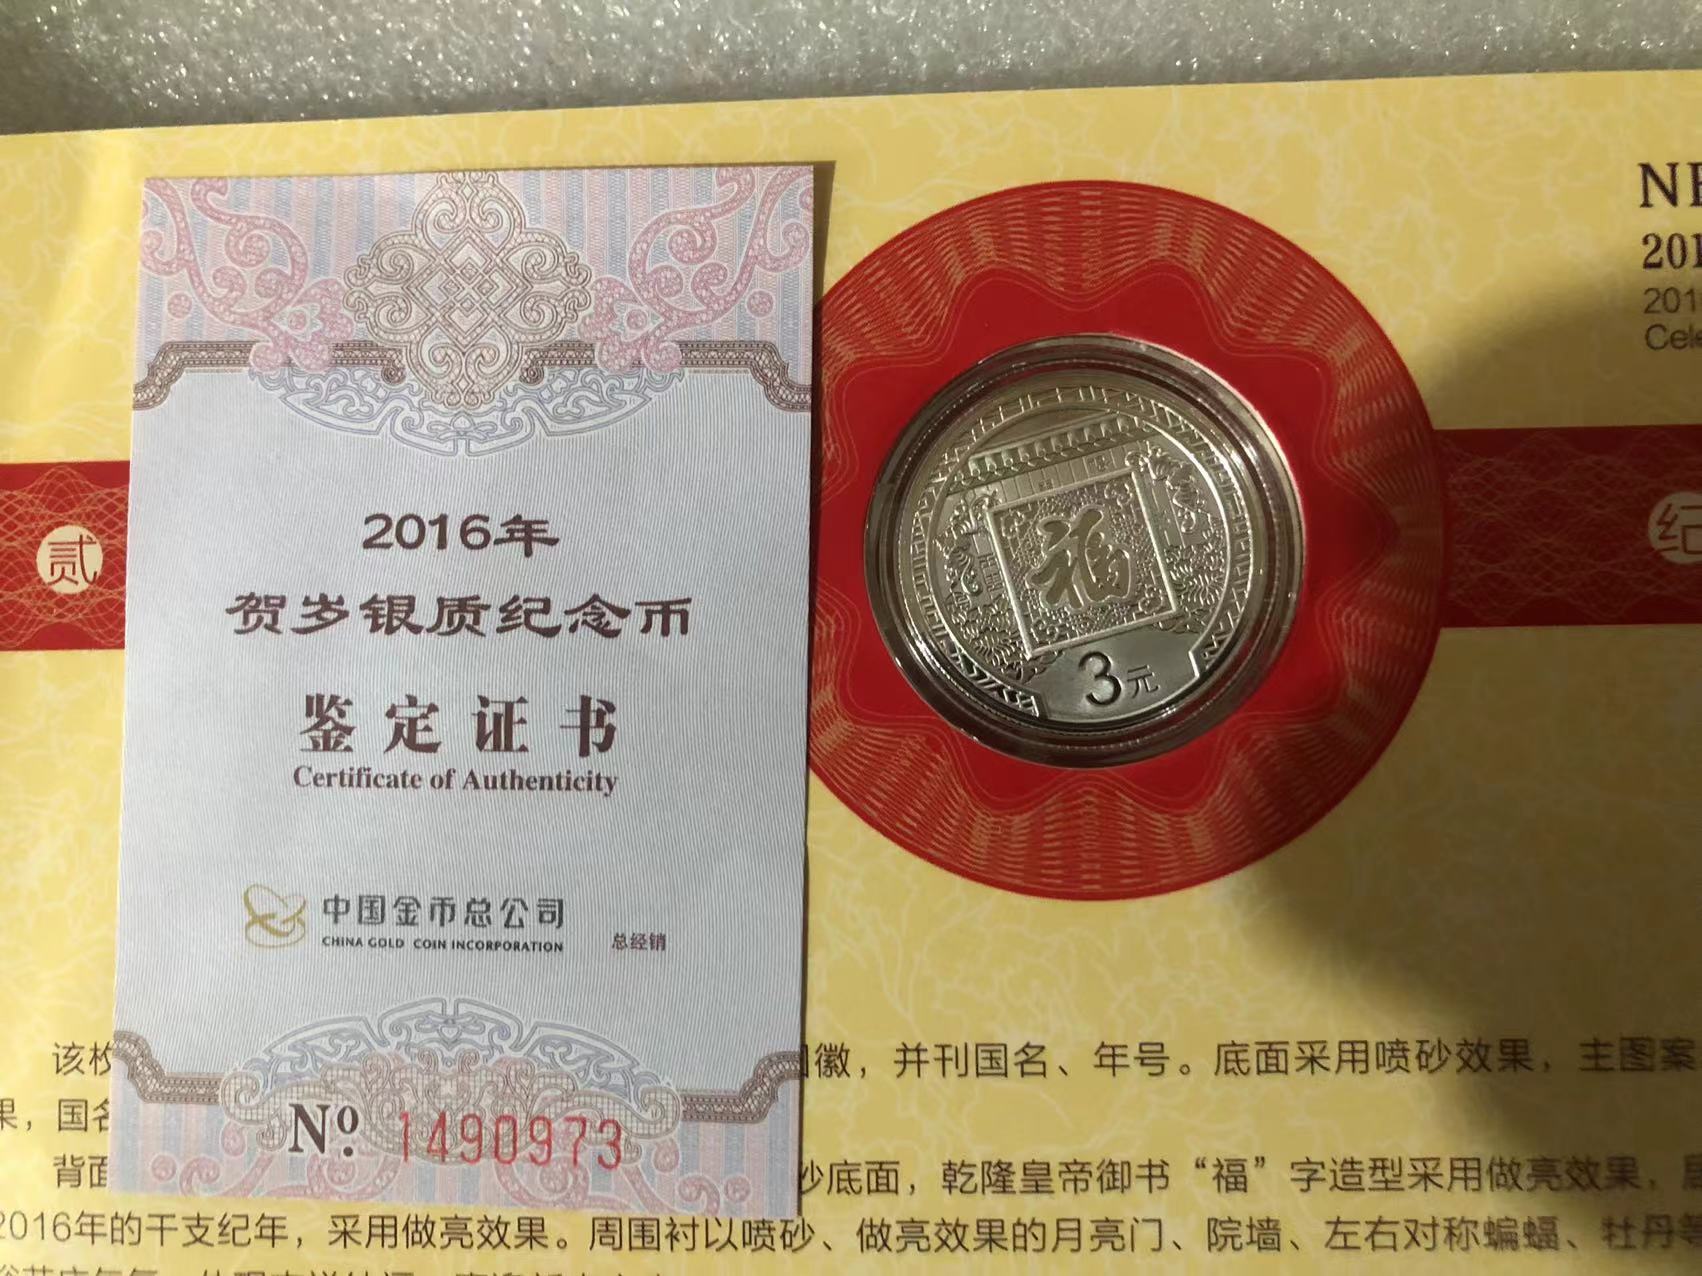 2016年
贺岁银质纪念币
鉴定证书
Certificate of Authenticity
中国金币总公司
CHINA GOLD COIN INCORPORATION
总经销
No. 1490973
贰
福
3元
NE
201
201
Cele
纪
该枚
徽，并刊国名、年号。底面采用喷砂效果，主图案
果，国名
背面
砂底面，乾隆皇帝御书“福”字造型采用做亮效果，
2016年的干支纪年，采用做亮效果。周围衬以喷砂、做亮效果的月亮门、院墙、左右对称蝙蝠、牡丹等